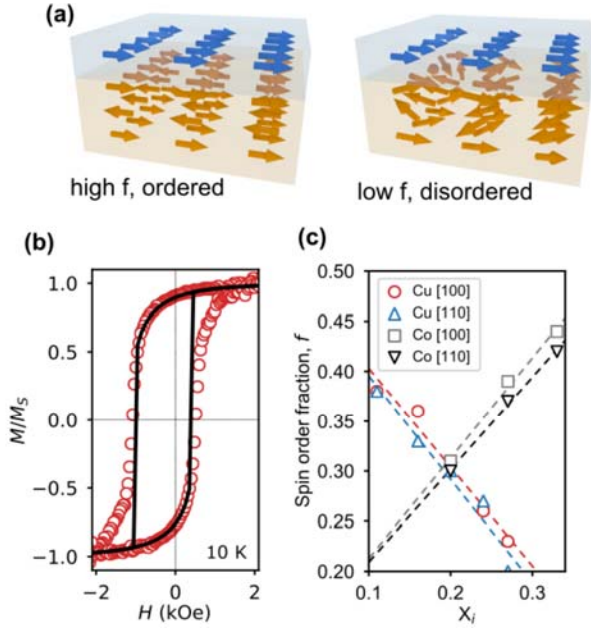 (a)
high f, ordered
low f, disordered
(b)
M/M_S
1.0
0.5
0.0
−0.5
−1.0
10 K
−2
0
2
H (kOe)
(c)
Spin order fraction, f
0.50
0.45
0.40
0.35
0.30
0.25
0.20
Cu [100]
Cu [110]
Co [100]
Co [110]
0.1
0.2
0.3
X_i